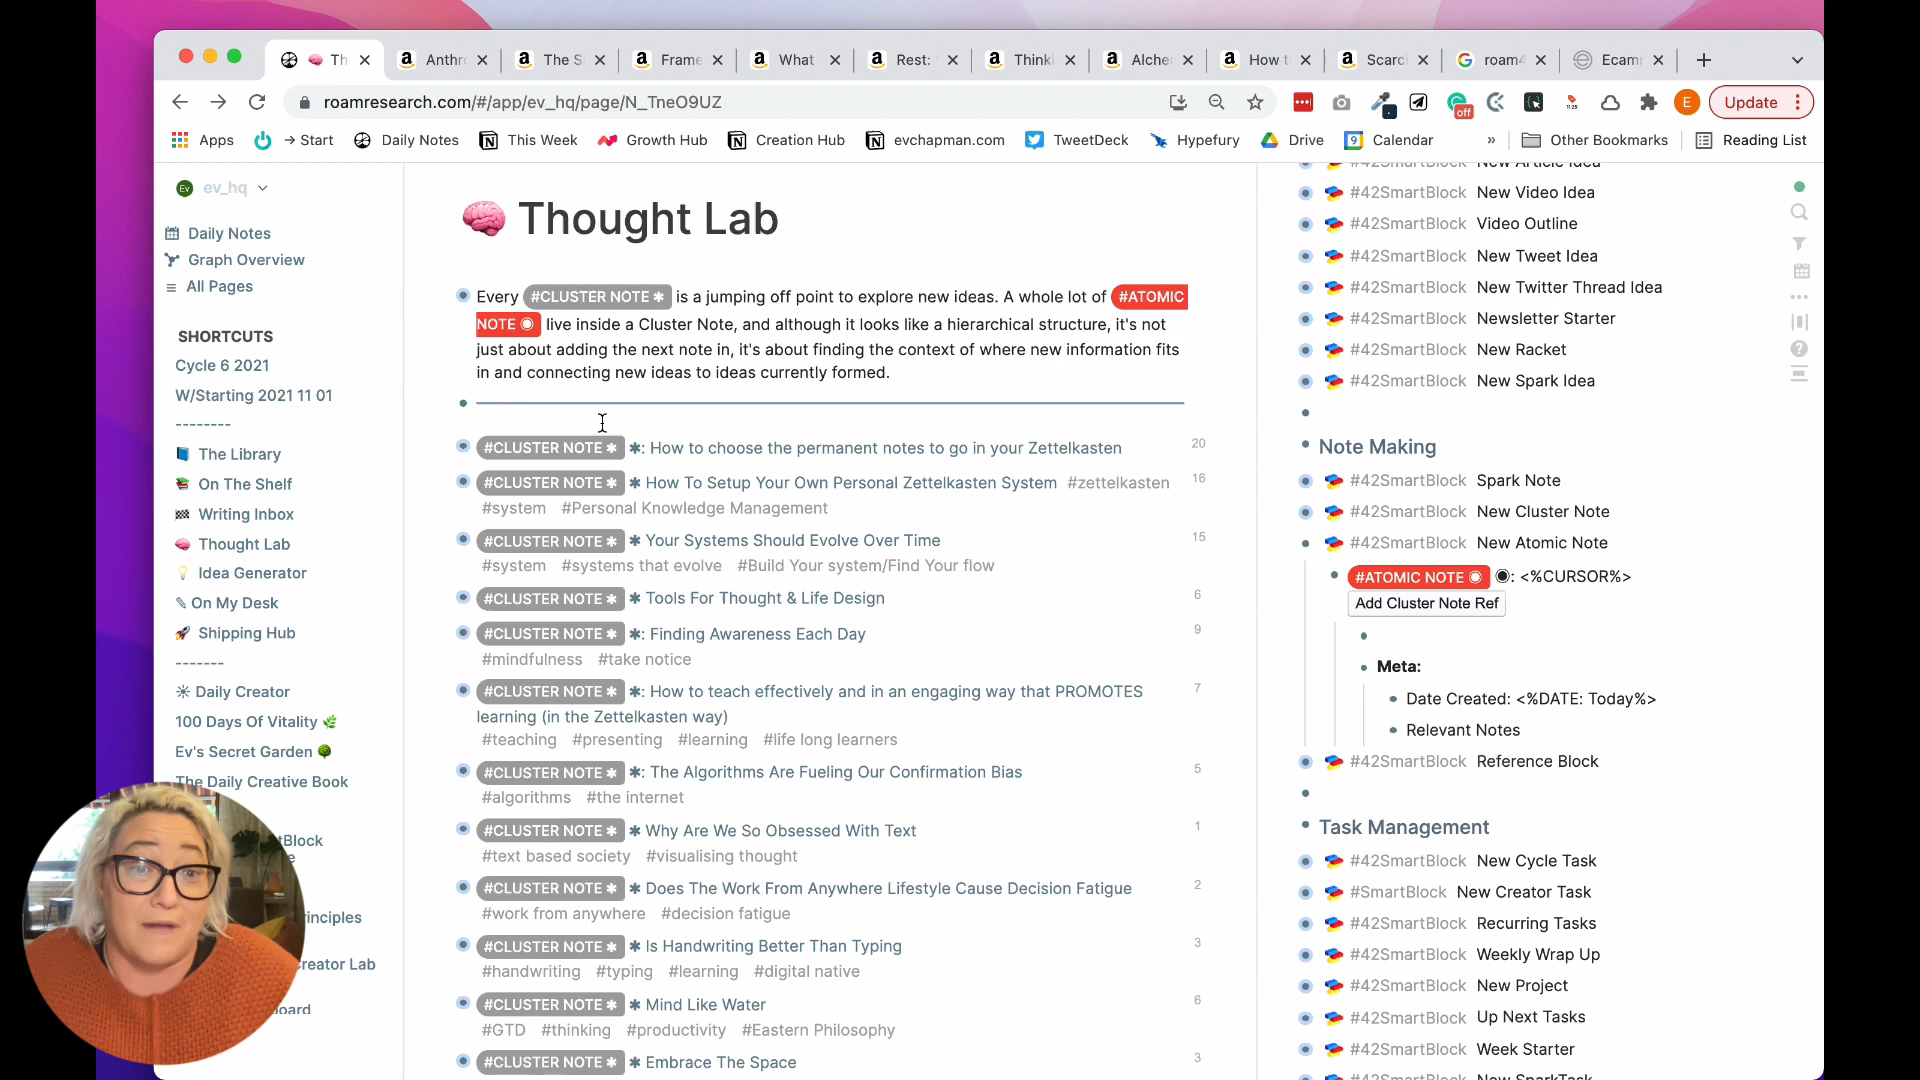 Th
Anthr
The S
Frame
What
Rest:
Thinki
Alche
How t
Scarc
roam
Ecam
roamresearch.com/#/app/ev_hq/page/N_TneO9UZ
off
11:25
E
Update
Apps
→ Start
Daily Notes
This Week
Growth Hub
Creation Hub
evchapman.com
TweetDeck
Hypefury
Drive
9
Calendar
»
Other Bookmarks
Reading List
Ev
ev_hq
Daily Notes
Graph Overview
All Pages
SHORTCUTS
Cycle 6 2021
W/Starting 2021 11 01
--------
The Library
On The Shelf
Writing Inbox
Thought Lab
Idea Generator
On My Desk
Shipping Hub
-------
Daily Creator
100 Days Of Vitality
Ev's Secret Garden
The Daily Creative Book
tBlock
e
rinciples
reator Lab
oard
Thought Lab
Every #CLUSTER NOTE ✱ is a jumping off point to explore new ideas. A whole lot of #ATOMIC
NOTE ◉ live inside a Cluster Note, and although it looks like a hierarchical structure, it's not
just about adding the next note in, it's about finding the context of where new information fits
in and connecting new ideas to ideas currently formed.
#CLUSTER NOTE ✱ ✱: How to choose the permanent notes to go in your Zettelkasten 20
#CLUSTER NOTE ✱ ✱ How To Setup Your Own Personal Zettelkasten System #zettelkasten 16
#system #Personal Knowledge Management
#CLUSTER NOTE ✱ ✱ Your Systems Should Evolve Over Time 15
#system #systems that evolve #Build Your system/Find Your flow
#CLUSTER NOTE ✱ ✱ Tools For Thought & Life Design 6
#CLUSTER NOTE ✱ ✱: Finding Awareness Each Day 9
#mindfulness #take notice
#CLUSTER NOTE ✱ ✱: How to teach effectively and in an engaging way that PROMOTES 7
learning (in the Zettelkasten way)
#teaching #presenting #learning #life long learners
#CLUSTER NOTE ✱ ✱: The Algorithms Are Fueling Our Confirmation Bias 5
#algorithms #the internet
#CLUSTER NOTE ✱ ✱ Why Are We So Obsessed With Text 1
#text based society #visualising thought
#CLUSTER NOTE ✱ ✱ Does The Work From Anywhere Lifestyle Cause Decision Fatigue 2
#work from anywhere #decision fatigue
#CLUSTER NOTE ✱ ✱ Is Handwriting Better Than Typing 3
#handwriting #typing #learning #digital native
#CLUSTER NOTE ✱ ✱ Mind Like Water 6
#GTD #thinking #productivity #Eastern Philosophy
#CLUSTER NOTE ✱ ✱ Embrace The Space 3
#42SmartBlock New Article Idea
#42SmartBlock New Video Idea
#42SmartBlock Video Outline
#42SmartBlock New Tweet Idea
#42SmartBlock New Twitter Thread Idea
#42SmartBlock Newsletter Starter
#42SmartBlock New Racket
#42SmartBlock New Spark Idea
Note Making
#42SmartBlock Spark Note
#42SmartBlock New Cluster Note
#42SmartBlock New Atomic Note
#ATOMIC NOTE ◉ ◉: <%CURSOR%>
Add Cluster Note Ref
Meta:
Date Created: <%DATE: Today%>
Relevant Notes
#42SmartBlock Reference Block
Task Management
#42SmartBlock New Cycle Task
#SmartBlock New Creator Task
#42SmartBlock Recurring Tasks
#42SmartBlock Weekly Wrap Up
#42SmartBlock New Project
#42SmartBlock Up Next Tasks
#42SmartBlock Week Starter
#42SmartBlock New SparkTask